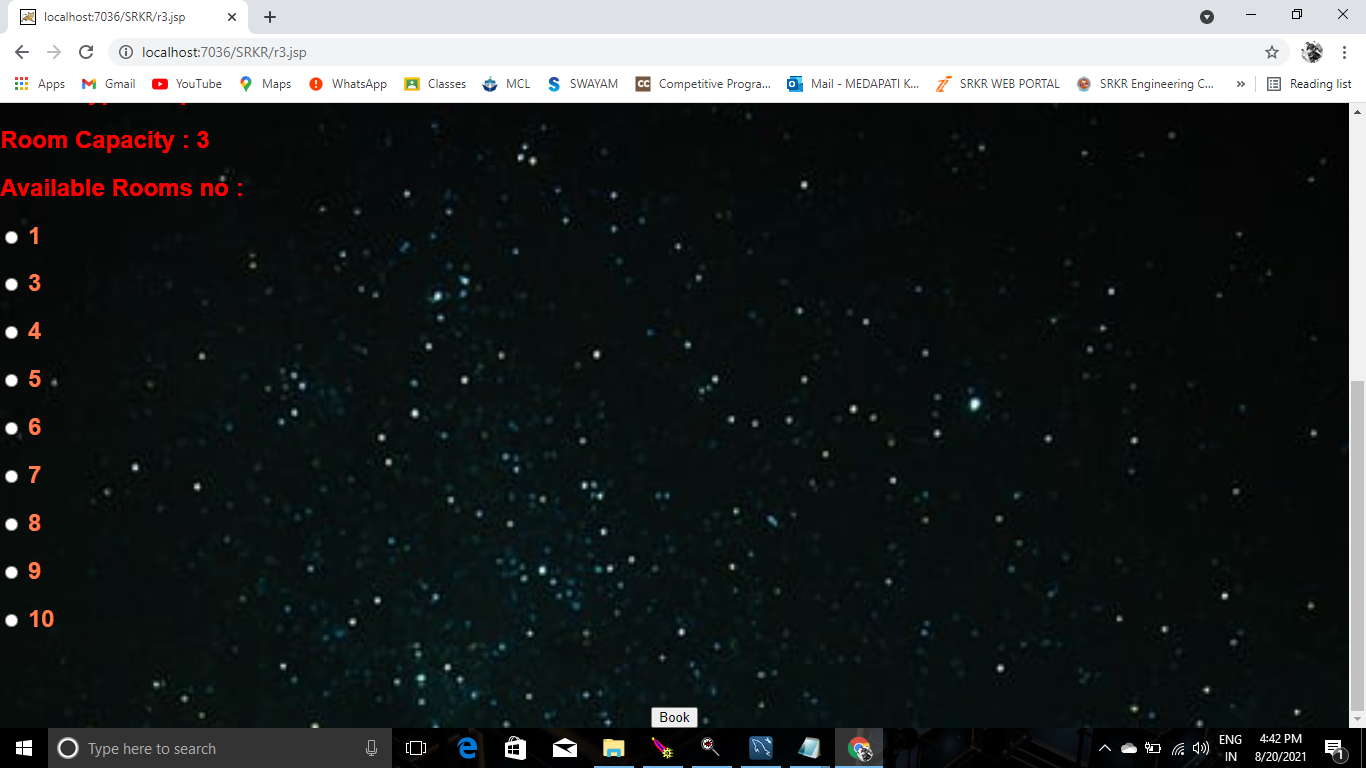 localhost:7036/SRKR/r3.jsp
localhost:7036/SRKR/r3.jsp
Apps Gmail YouTube Maps WhatsApp Classes MCL SWAYAM CC Competitive Progra... Mail - MEDAPATI K... SRKR WEB PORTAL SRKR Engineering C... » Reading list
Room Capacity : 3
Available Rooms no :
1
3
4
5
6
7
8
9
10
Book
Type here to search
ENG 4:42 PM
IN 8/20/2021 1